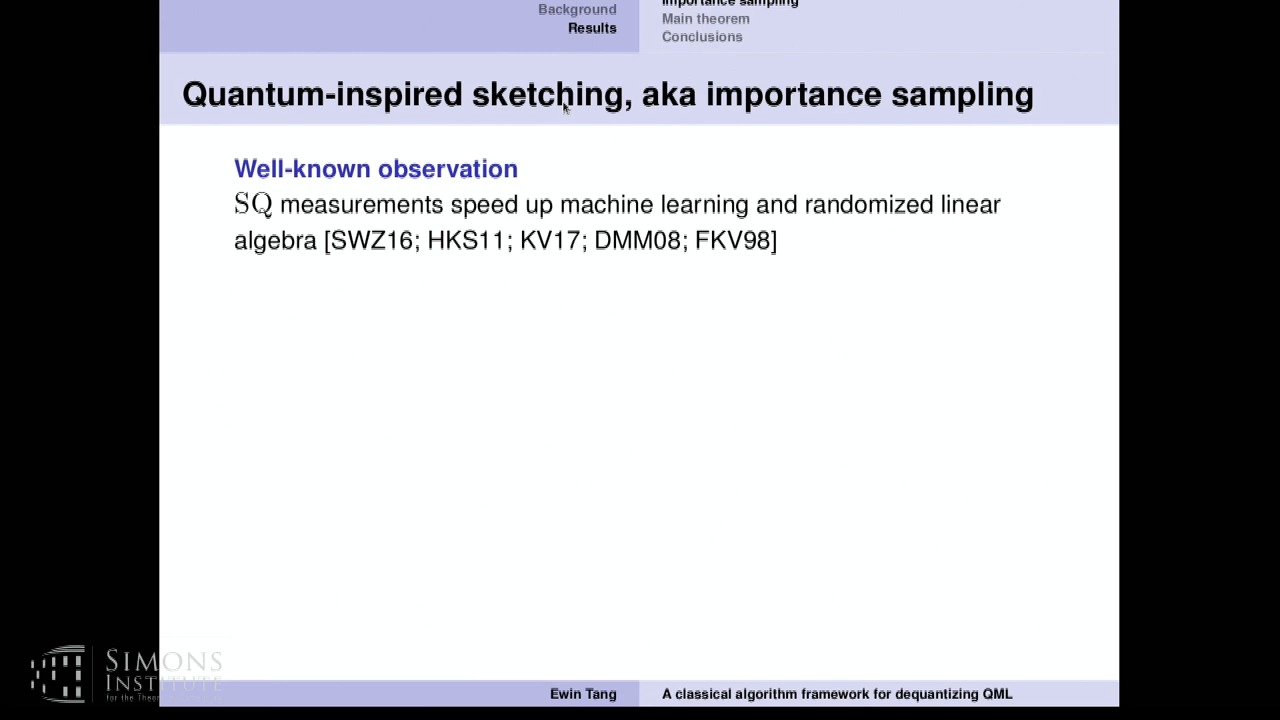 Background
Results
Importance sampling
Main theorem
Conclusions
Quantum-inspired sketching, aka importance sampling
Well-known observation
SQ measurements speed up machine learning and randomized linear
algebra [SWZ16; HKS11; KV17; DMM08; FKV98]
SIMONS
INSTITUTE
for the
Ewin Tang
A classical algorithm framework for dequantizing QML